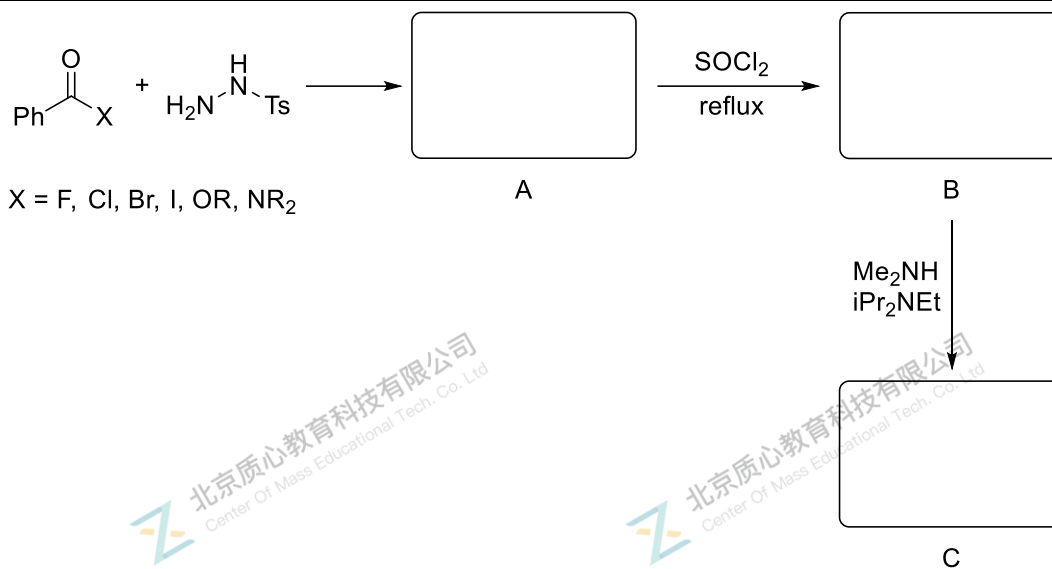 O
Ph X
+
H
H₂N N Ts
SOCl₂
reflux
X = F, Cl, Br, I, OR, NR₂
A
B
Me₂NH
iPr₂NEt
C
北京质心教育科技有限公司
Center Of Mass Educational Tech. Co. Ltd
北京质心教育科技有限公司
Center Of Mass Educational Tech. Co. Ltd